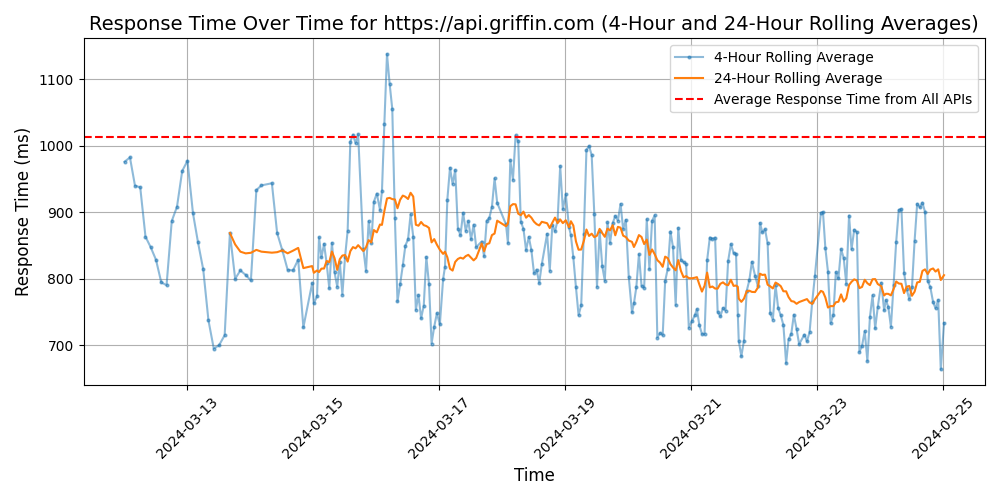 Response Time Over Time for https://api.griffin.com (4-Hour and 24-Hour Rolling Averages)
4-Hour Rolling Average
24-Hour Rolling Average
Average Response Time from All APIs
Response Time (ms)
1100
1000
900
800
700
2024-03-13
2024-03-15
2024-03-17
2024-03-19
2024-03-21
2024-03-23
2024-03-25
Time